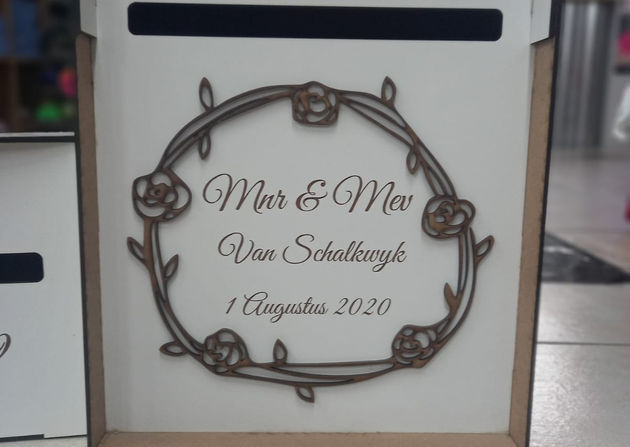 Mnr & Mev
Van Schalkwyk
1 Augustus 2020